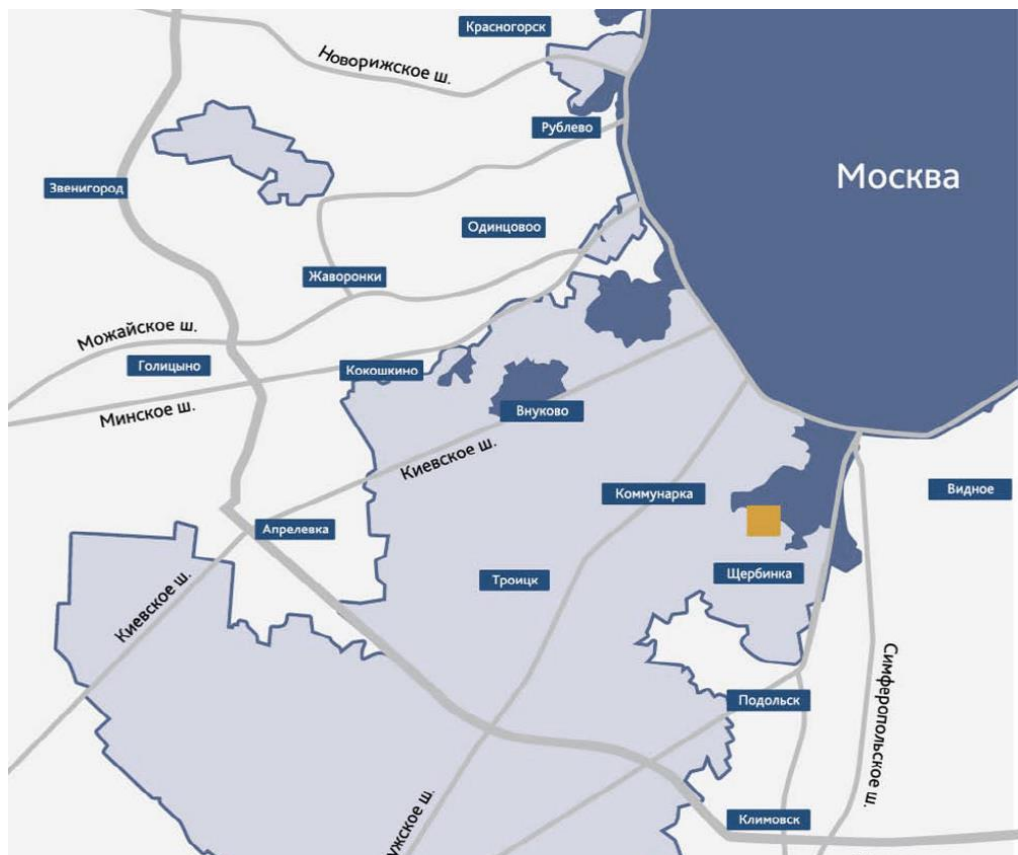 Красногорск
Новорижское ш.
Рублево
Москва
Звенигород
Одинцовоо
Жаворонки
Можайское ш.
Голицыно
Кокошкино
Минское ш.
Внуково
Киевское ш.
Коммунарка
Видное
Апрелевка
Троицк
Щербинка
Киевское ш.
Симферопольское ш.
Подольск
ужское ш.
Климовск